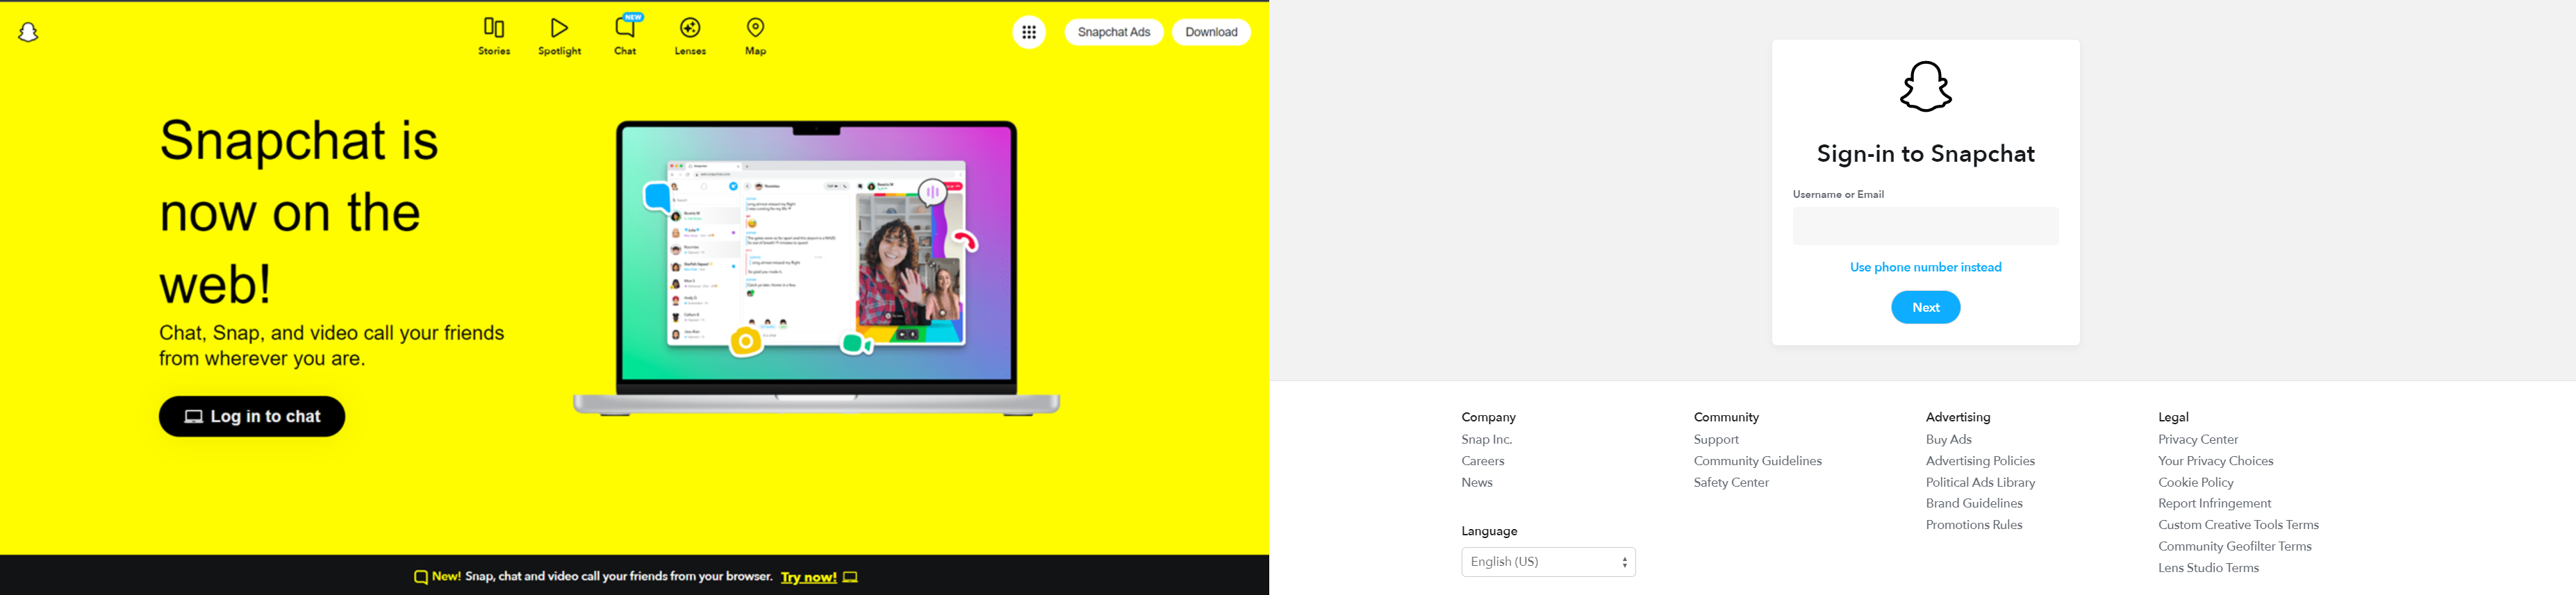 Stories
Spotlight
NEW
Chat
Lenses
Map
Snapchat Ads
Download
Snapchat is
now on the
web!
Chat, Snap, and video call your friends
from wherever you are.
Log in to chat
New! Snap, chat and video call your friends from your browser. Try now!
Sign-in to Snapchat
Username or Email
Use phone number instead
Next
Company
Snap Inc.
Careers
News
Community
Support
Community Guidelines
Safety Center
Advertising
Buy Ads
Advertising Policies
Political Ads Library
Brand Guidelines
Promotions Rules
Legal
Privacy Center
Your Privacy Choices
Cookie Policy
Report Infringement
Custom Creative Tools Terms
Community Geofilter Terms
Lens Studio Terms
Language
English (US)